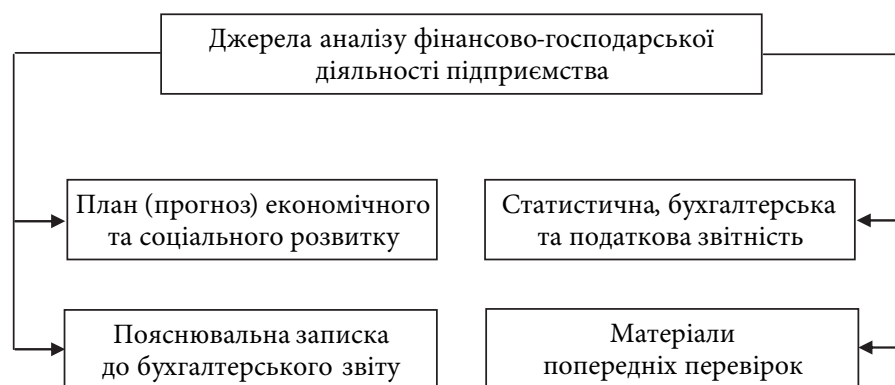 Джерела аналізу фінансово-господарської
діяльності підприємства
План (прогноз) економічного
та соціального розвитку
Статистична, бухгалтерська
та податкова звітність
Пояснювальна записка
до бухгалтерського звіту
Матеріали
попередніх перевірок